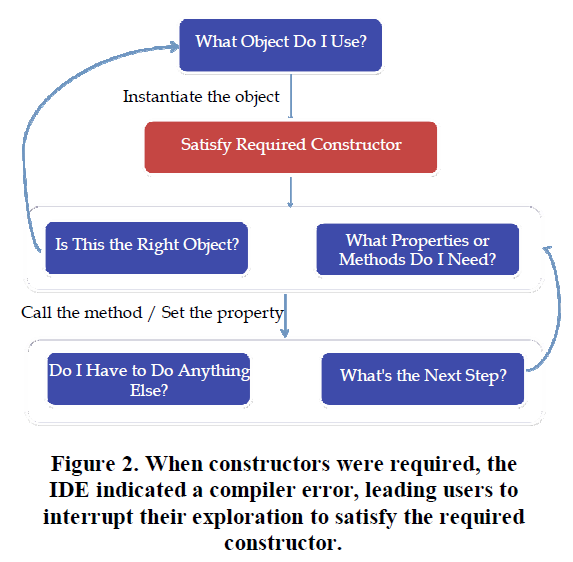 What Object Do I Use?
Instantiate the object
Satisfy Required Constructor
Is This the Right Object?
What Properties or
Methods Do I Need?
Call the method / Set the property
Do I Have to Do Anything
Else?
What's the Next Step?
Figure 2. When constructors were required, the
IDE indicated a compiler error, leading users to
interrupt their exploration to satisfy the required
constructor.